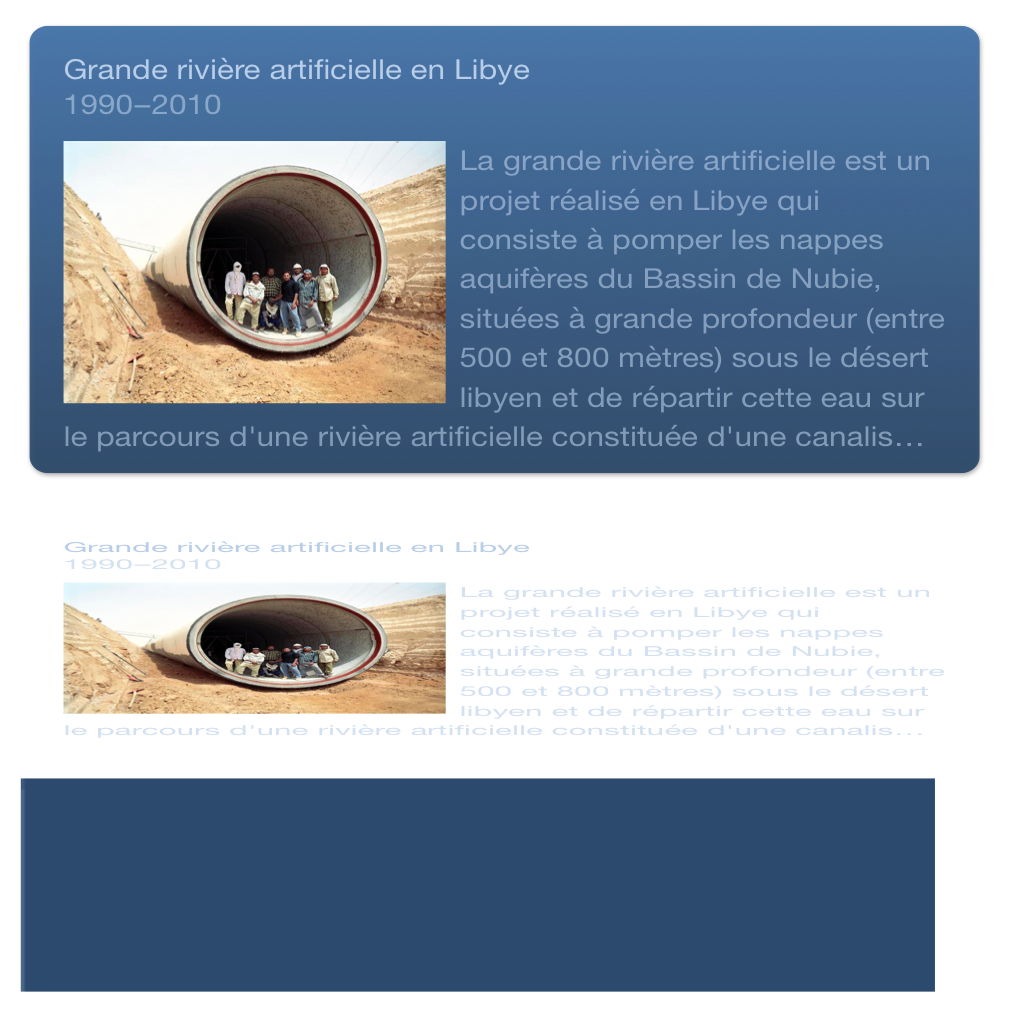 Grande rivière artificielle en Libye
1990–2010
La grande rivière artificielle est un
projet réalisé en Libye qui
consiste à pomper les nappes
aquifères du Bassin de Nubie,
situées à grande profondeur (entre
500 et 800 mètres) sous le désert
libyen et de répartir cette eau sur
le parcours d'une rivière artificielle constituée d'une canalis…
Grande rivière artificielle en Libye
1990–2010
La grande rivière artificielle est un
projet réalisé en Libye qui
consiste à pomper les nappes
aquifères du Bassin de Nubie,
situées à grande profondeur (entre
500 et 800 mètres) sous le désert
libyen et de répartir cette eau sur
le parcours d'une rivière artificielle constituée d'une canalis…